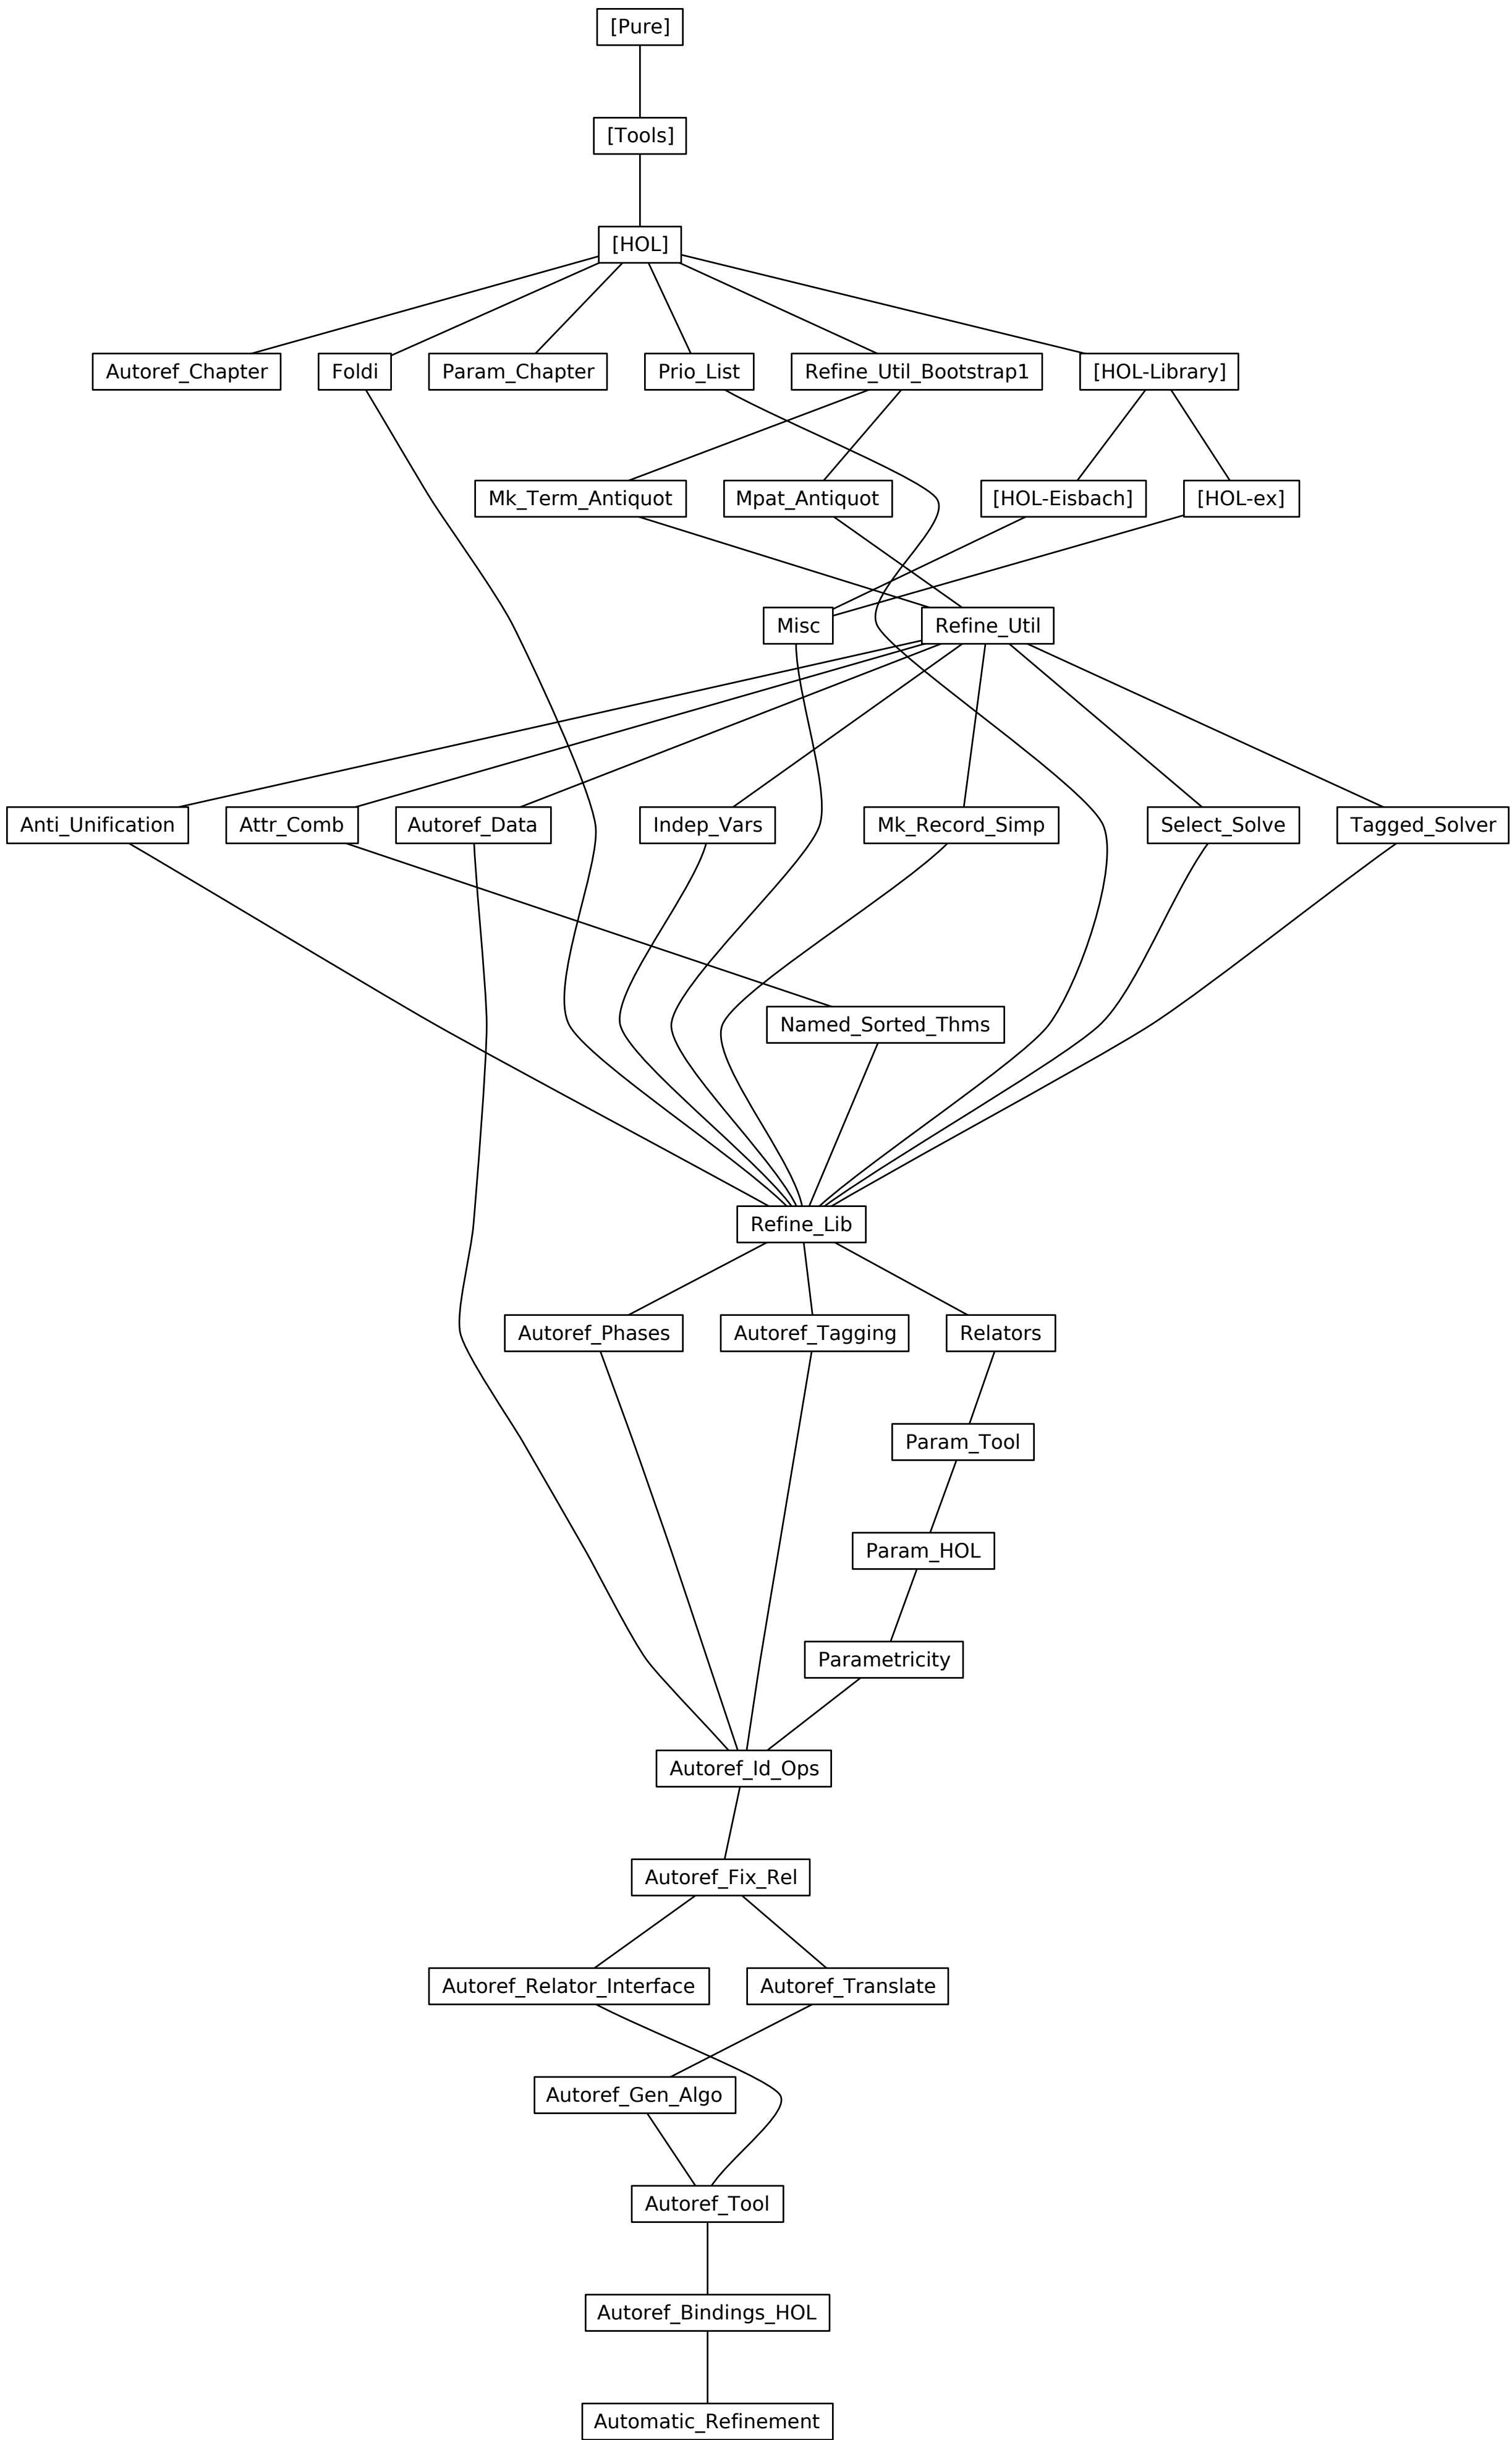 [Pure]
[Tools]
[HOL]
Autoref_Chapter
Foldi
Param_Chapter
Prio_List
Refine_Util_Bootstrap1
[HOL-Library]
Mk_Term_Antiquot
Mpat_Antiquot
[HOL-Eisbach]
[HOL-ex]
Misc
Refine_Util
Anti_Unification
Attr_Comb
Autoref_Data
Indep_Vars
Mk_Record_Simp
Select_Solve
Tagged_Solver
Named_Sorted_Thms
Refine_Lib
Autoref_Phases
Autoref_Tagging
Relators
Param_Tool
Param_HOL
Parametricity
Autoref_Id_Ops
Autoref_Fix_Rel
Autoref_Relator_Interface
Autoref_Translate
Autoref_Gen_Algo
Autoref_Tool
Autoref_Bindings_HOL
Automatic_Refinement